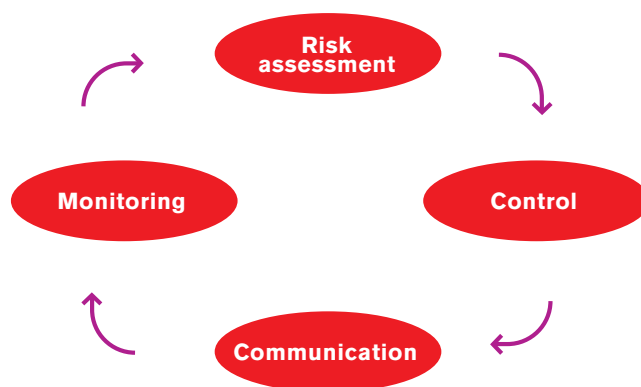 Risk
assessment
Monitoring
Control
Communication